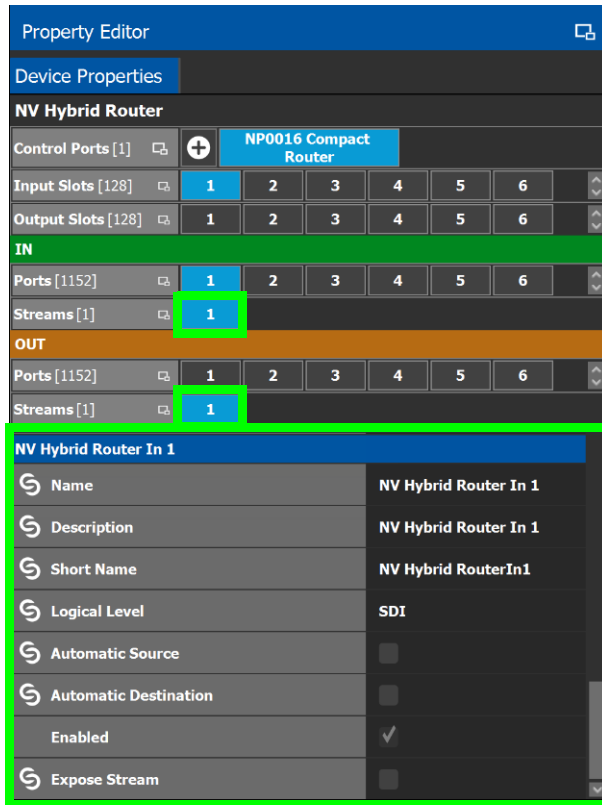 Property Editor
Device Properties
NV Hybrid Router
Control Ports [1] NP0016 Compact
Router
Input Slots [128] 1 2 3 4 5 6
Output Slots [128] 1 2 3 4 5 6
IN
Ports [1152] 1 2 3 4 5 6
Streams [1] 1
OUT
Ports [1152] 1 2 3 4 5 6
Streams [1] 1
NV Hybrid Router In 1
Name NV Hybrid Router In 1
Description NV Hybrid Router In 1
Short Name NV Hybrid RouterIn1
Logical Level SDI
Automatic Source
Automatic Destination
Enabled
Expose Stream